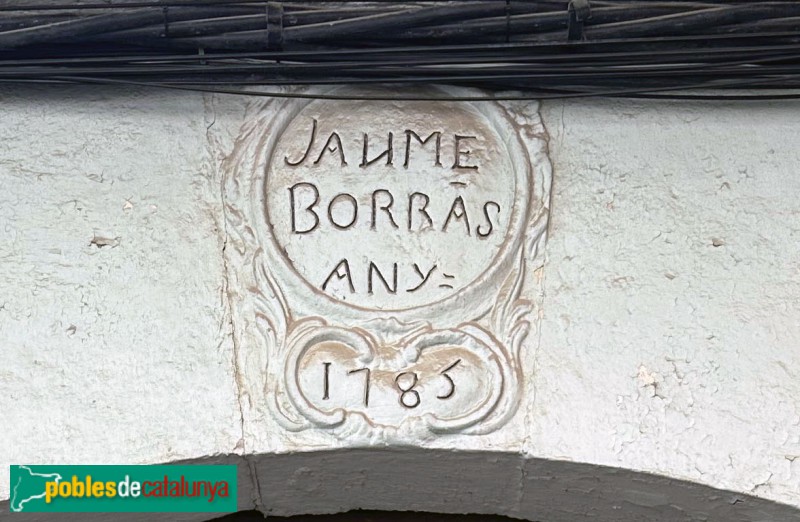 JAUME
BORRÀS
ANY=
1785
poblesdecatalunya